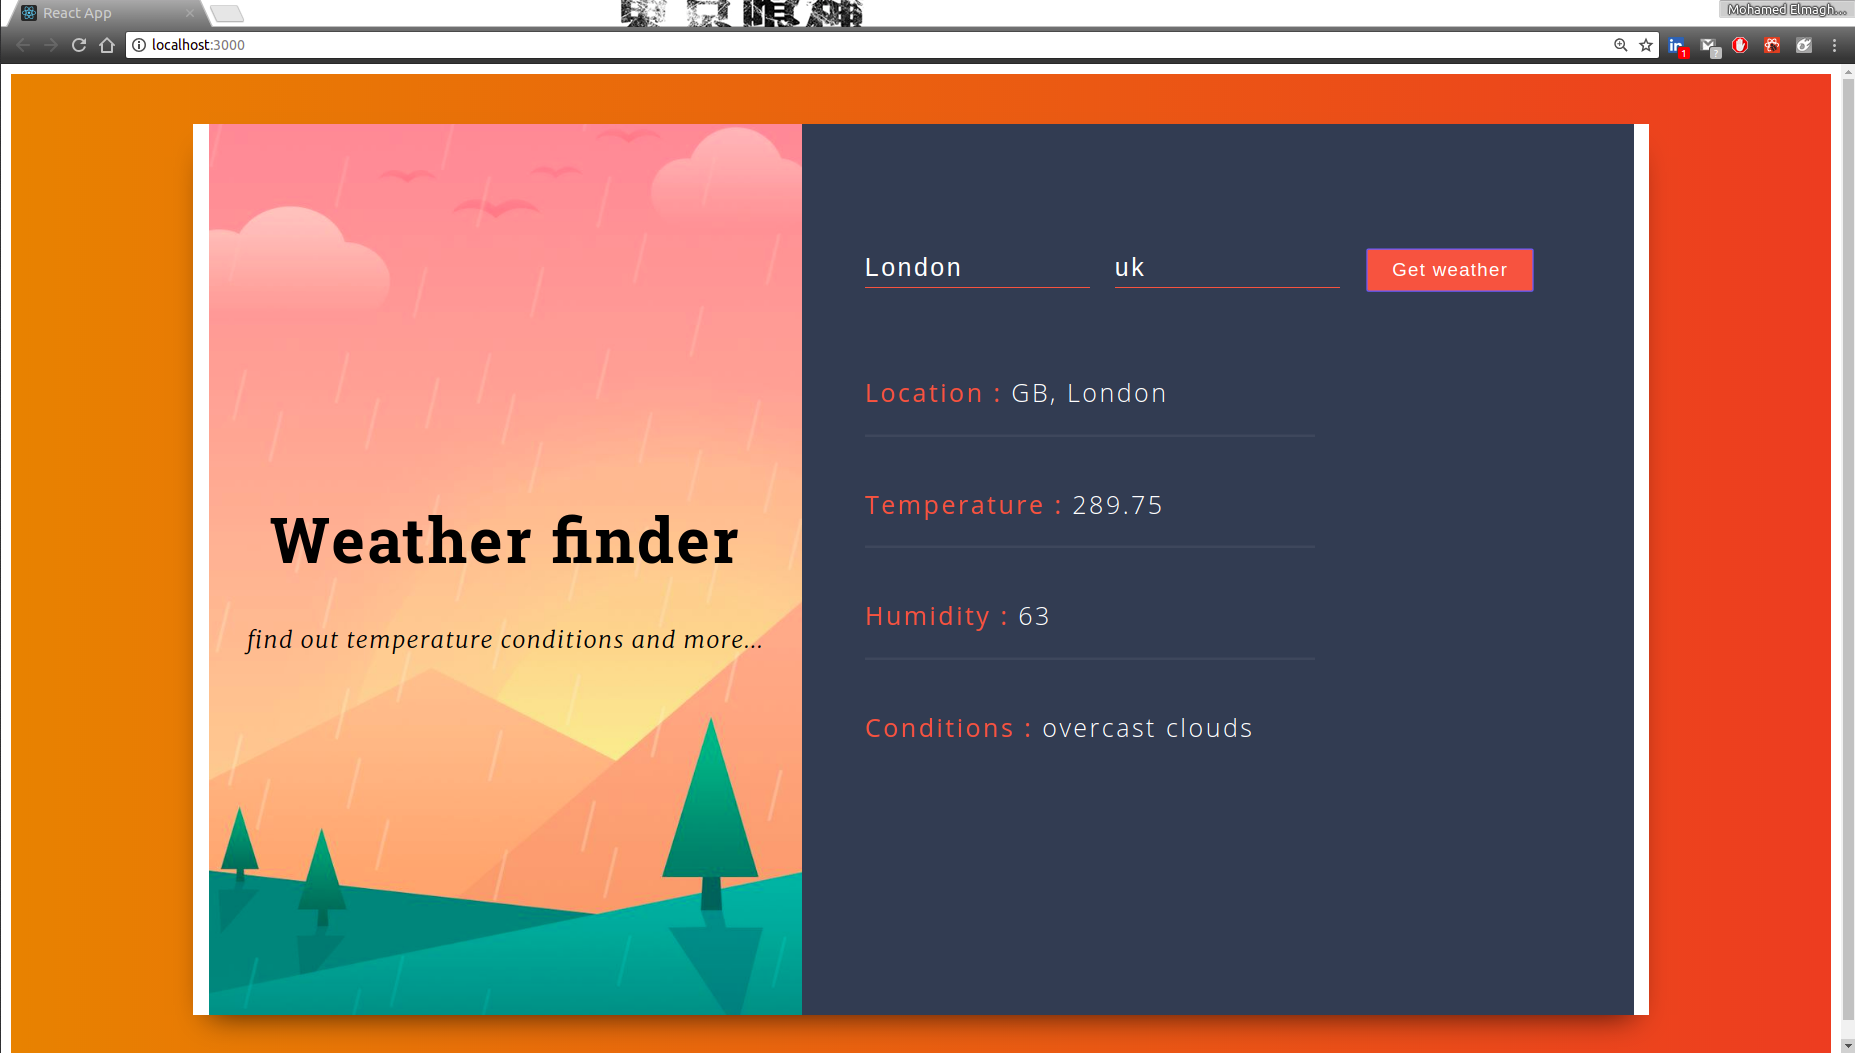 React App
Mohamed Elmagh...
localhost:3000
1
?
London
uk
Get weather
Location : GB, London
Temperature : 289.75
Humidity : 63
Conditions : overcast clouds
Weather finder
find out temperature conditions and more...